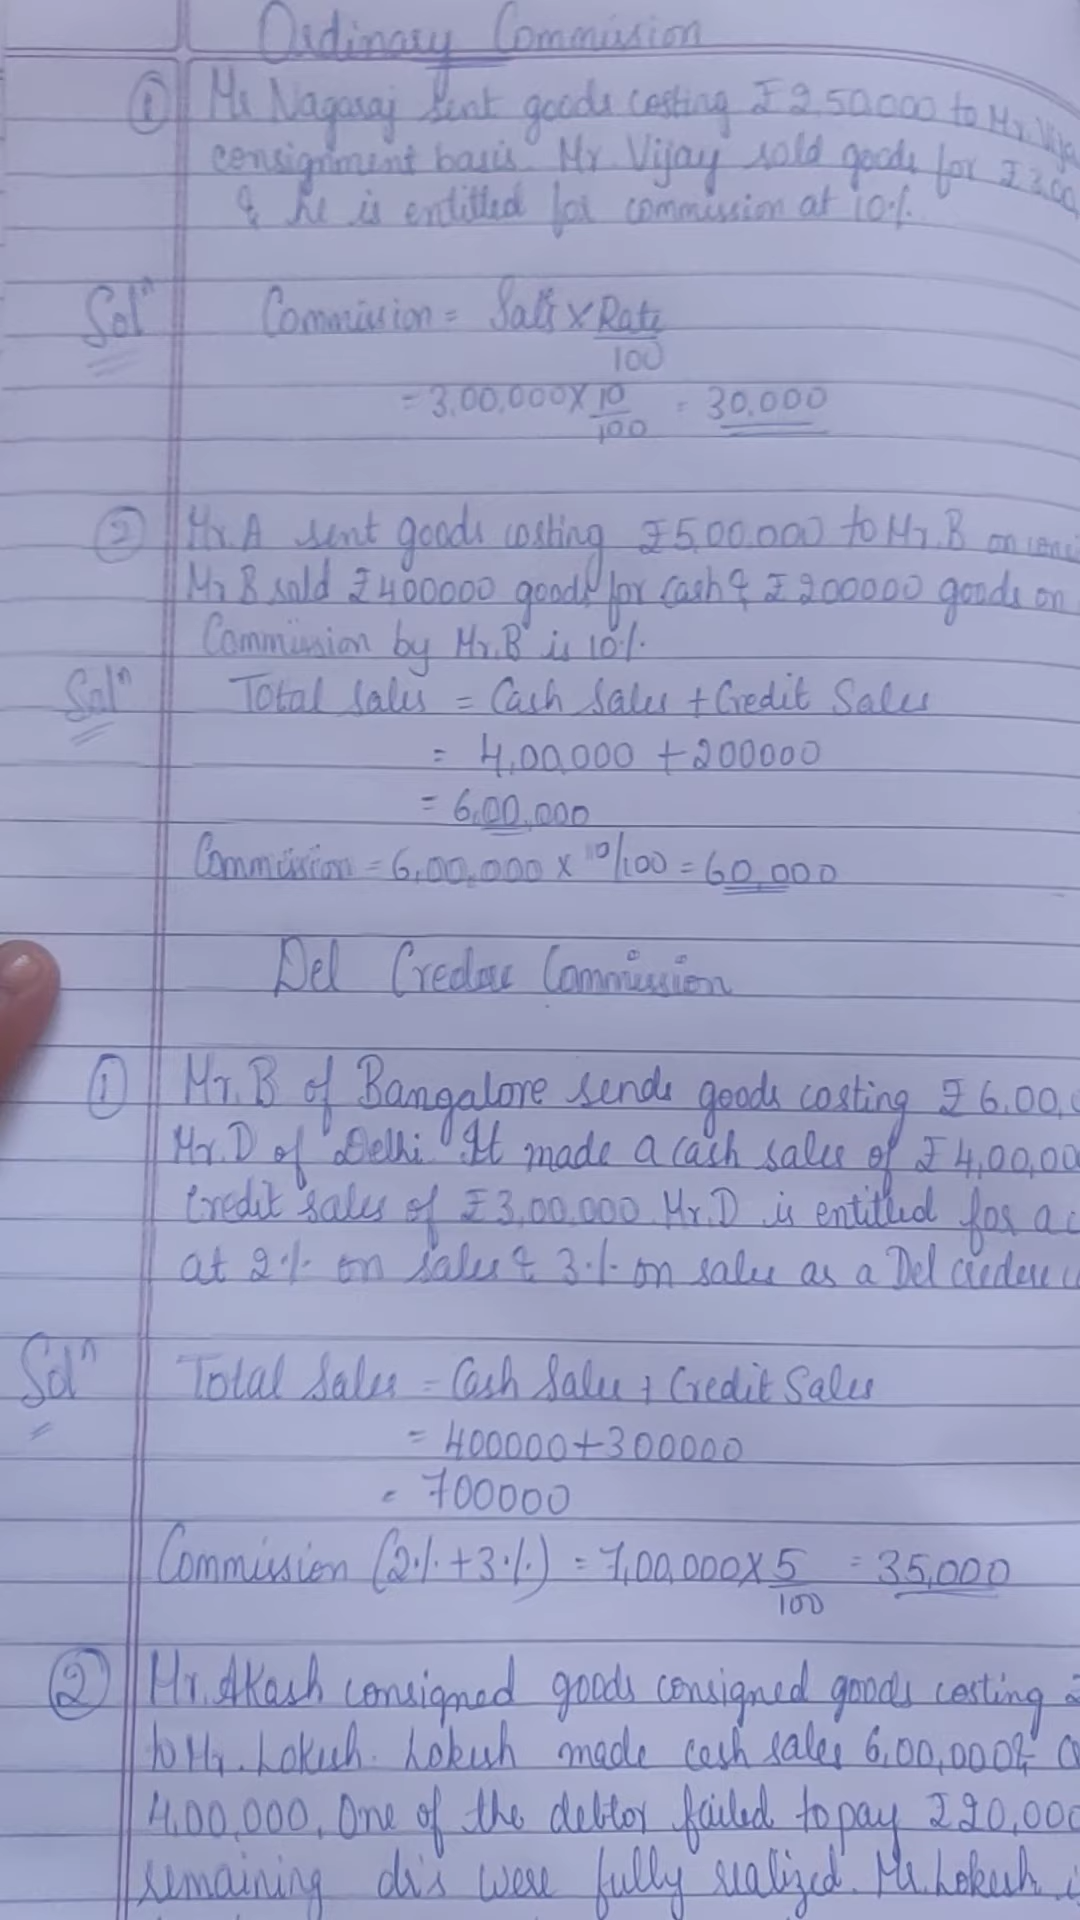 Ordinary Commission
① Mr Nagaraj sent goods costing ₹2,50,000 to Mr. Vija
consignment basis. Mr. Vijay sold goods for ₹3,00
& he is entitled for commission at 10%.
Solⁿ Commission = Sales × Rate/100
= 3,00,000 × 10/100 = 30,000
② Mr. A sent goods costing ₹5,00,000 to Mr. B on consi
Mr B sold ₹400000 goods for cash & ₹200000 goods on
Commission by Mr. B is 10%.
Solⁿ Total sales = Cash Sales + Credit Sales
= 4,00,000 + 200000
= 6,00,000
Commission = 6,00,000 × 10/100 = 60,000
Del Credere Commission
① Mr. B of Bangalore sends goods costing ₹6,00,
Mr. D of Delhi. It made a cash sales of ₹4,00,00
Credit sales of ₹3,00,000. Mr. D is entitled for a c
at 2% on sales & 3% on sales as a Del credere
Solⁿ Total Sales = Cash Sales + Credit Sales
= 400000 + 300000
= 700000
Commission (2% + 3%) = 7,00,000 × 5/100 = 35,000
② Mr. Akash consigned goods consigned goods costing
to Mr. Lokesh. Lokesh made cash sales 6,00,000 &
4,00,000. One of the debtor failed to pay ₹20,000
remaining drs were fully realized. Mr. Lokesh